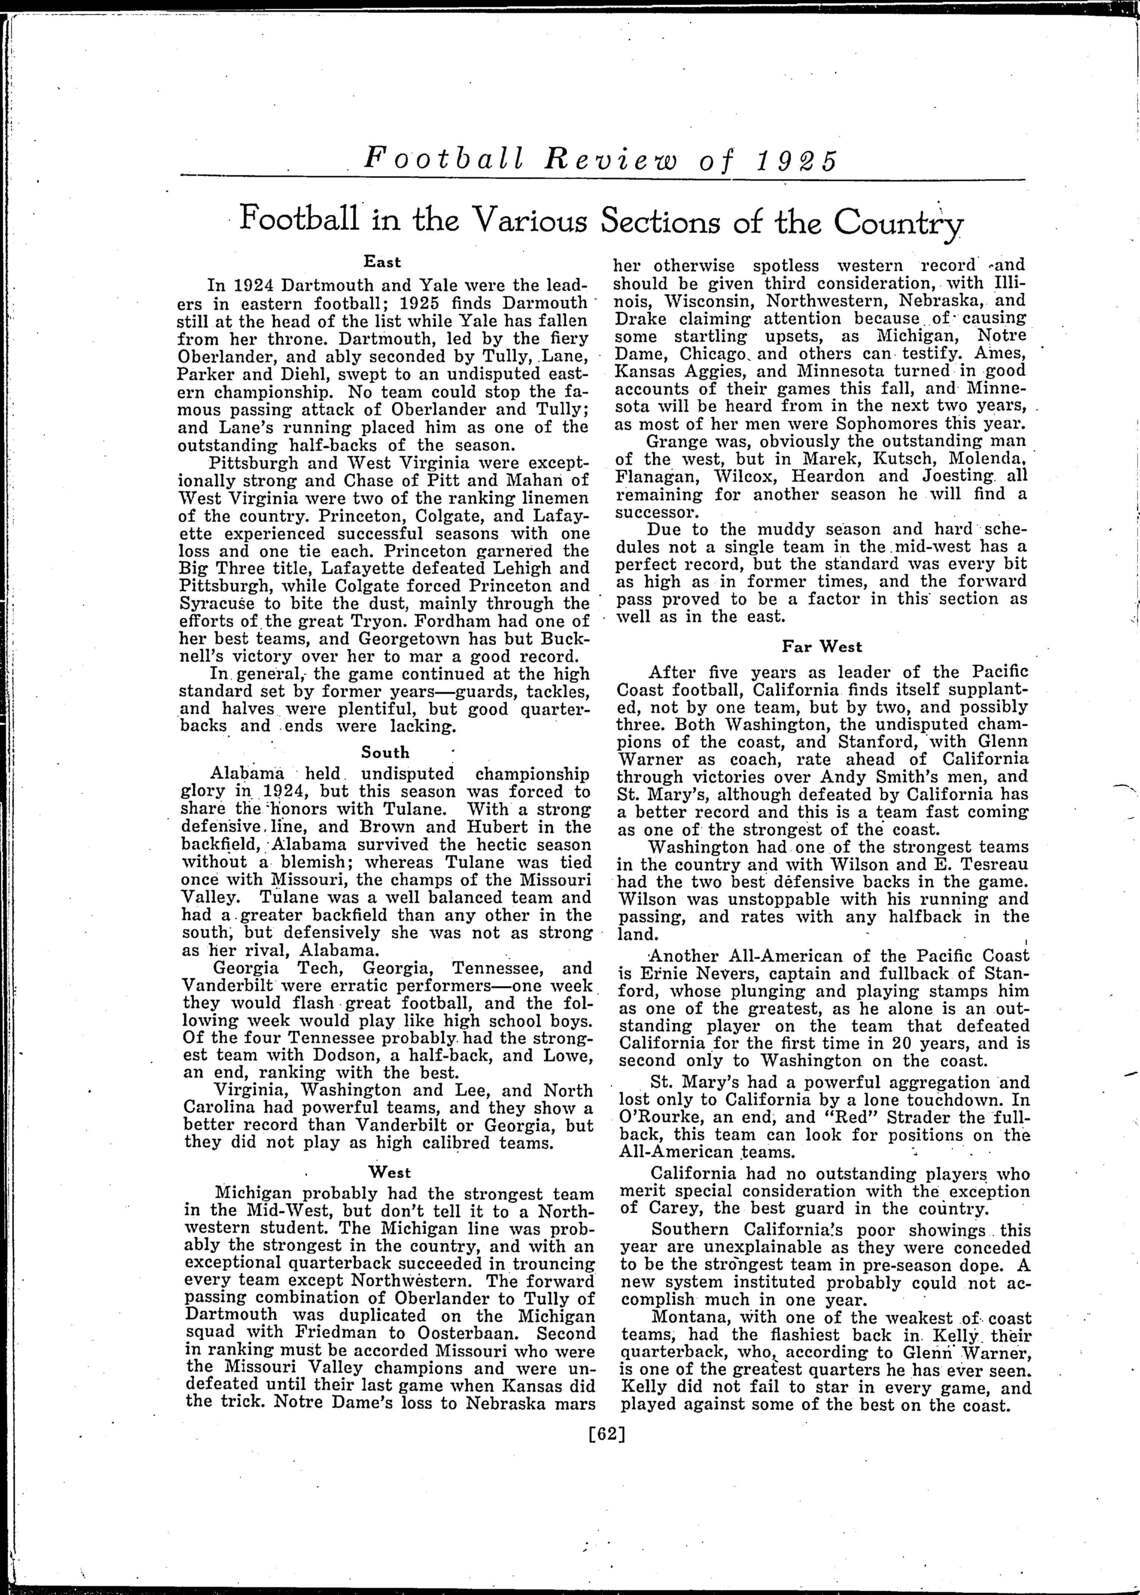 Football Review of 1925
Football in the Various Sections of the Country
East
In 1924 Dartmouth and Yale were the lead-
ers in eastern football; 1925 finds Darmouth
still at the head of the list while Yale has fallen
from her throne. Dartmouth, led by the fiery
Oberlander, and ably seconded by Tully, Lane,
Parker and Diehl, swept to an undisputed east-
ern championship. No team could stop the fa-
mous passing attack of Oberlander and Tully;
and Lane's running placed him as one of the
outstanding half-backs of the season.
Pittsburgh and West Virginia were except-
ionally strong and Chase of Pitt and Mahan of
West Virginia were two of the ranking linemen
of the country. Princeton, Colgate, and Lafay-
ette experienced successful seasons with one
loss and one tie each. Princeton garnered the
Big Three title, Lafayette defeated Lehigh and
Pittsburgh, while Colgate forced Princeton and
Syracuse to bite the dust, mainly through the
efforts of the great Tryon. Fordham had one of
her best teams, and Georgetown has but Buck-
nell's victory over her to mar a good record.
In general, the game continued at the high
standard set by former years—guards, tackles,
and halves were plentiful, but good quarter-
backs and ends were lacking.
South
Alabama held undisputed championship
glory in 1924, but this season was forced to
share the honors with Tulane. With a strong
defensive line, and Brown and Hubert in the
backfield, Alabama survived the hectic season
without a blemish; whereas Tulane was tied
once with Missouri, the champs of the Missouri
Valley. Tulane was a well balanced team and
had a greater backfield than any other in the
south, but defensively she was not as strong
as her rival, Alabama.
Georgia Tech, Georgia, Tennessee, and
Vanderbilt were erratic performers—one week
they would flash great football, and the fol-
lowing week would play like high school boys.
Of the four Tennessee probably had the strong-
est team with Dodson, a half-back, and Lowe,
an end, ranking with the best.
Virginia, Washington and Lee, and North
Carolina had powerful teams, and they show a
better record than Vanderbilt or Georgia, but
they did not play as high calibred teams.
West
Michigan probably had the strongest team
in the Mid-West, but don't tell it to a North-
western student. The Michigan line was prob-
ably the strongest in the country, and with an
exceptional quarterback succeeded in trouncing
every team except Northwestern. The forward
passing combination of Oberlander to Tully of
Dartmouth was duplicated on the Michigan
squad with Friedman to Oosterbaan. Second
in ranking must be accorded Missouri who were
the Missouri Valley champions and were un-
defeated until their last game when Kansas did
the trick. Notre Dame's loss to Nebraska mars
her otherwise spotless western record and
should be given third consideration, with Illi-
nois, Wisconsin, Northwestern, Nebraska, and
Drake claiming attention because of causing
some startling upsets, as Michigan, Notre
Dame, Chicago, and others can testify. Ames,
Kansas Aggies, and Minnesota turned in good
accounts of their games this fall, and Minne-
sota will be heard from in the next two years,
as most of her men were Sophomores this year.
Grange was, obviously the outstanding man
of the west, but in Marek, Kutsch, Molenda,
Flanagan, Wilcox, Heardon and Joesting all
remaining for another season he will find a
successor.
Due to the muddy season and hard sche-
dules not a single team in the mid-west has a
perfect record, but the standard was every bit
as high as in former times, and the forward
pass proved to be a factor in this section as
well as in the east.
Far West
After five years as leader of the Pacific
Coast football, California finds itself supplant-
ed, not by one team, but by two, and possibly
three. Both Washington, the undisputed cham-
pions of the coast, and Stanford, with Glenn
Warner as coach, rate ahead of California
through victories over Andy Smith's men, and
St. Mary's, although defeated by California has
a better record and this is a team fast coming
as one of the strongest of the coast.
Washington had one of the strongest teams
in the country and with Wilson and E. Tesreau
had the two best defensive backs in the game.
Wilson was unstoppable with his running and
passing, and rates with any halfback in the
land.
Another All-American of the Pacific Coast
is Ernie Nevers, captain and fullback of Stan-
ford, whose plunging and playing stamps him
as one of the greatest, as he alone is an out-
standing player on the team that defeated
California for the first time in 20 years, and is
second only to Washington on the coast.
St. Mary's had a powerful aggregation and
lost only to California by a lone touchdown. In
O'Rourke, an end, and "Red" Strader the full-
back, this team can look for positions on the
All-American teams.
California had no outstanding players who
merit special consideration with the exception
of Carey, the best guard in the country.
Southern California's poor showings this
year are unexplainable as they were conceded
to be the strongest team in pre-season dope. A
new system instituted probably could not ac-
complish much in one year.
Montana, with one of the weakest of coast
teams, had the flashiest back in Kelly their
quarterback, who, according to Glenn Warner,
is one of the greatest quarters he has ever seen.
Kelly did not fail to star in every game, and
played against some of the best on the coast.
[62]